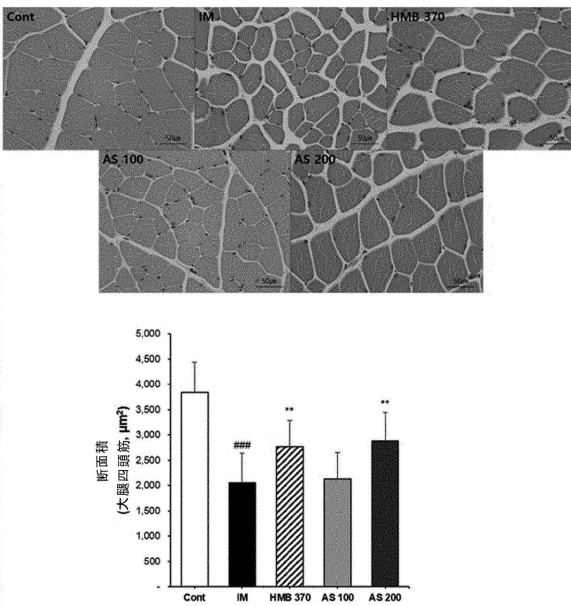 Cont
IM
HMB 370
50μm
50μm
50μm
AS 100
AS 200
50μm
50μm
5,000
4,500
4,000
3,500
3,000
2,500
2,000
1,500
1,000
500
-
断面積
(大腿四頭筋, μm2)
###
**
**
Cont
IM
HMB 370
AS 100
AS 200